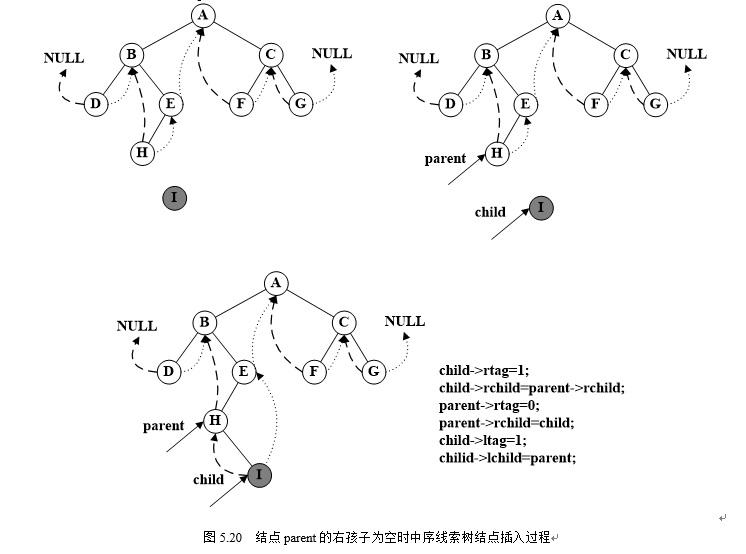 A
B
C
NULL
NULL
D
E
F
G
H
I
A
B
C
NULL
NULL
D
E
F
G
parent
H
child
I
A
B
C
NULL
NULL
D
E
F
G
parent
H
child
I
child->rtag=1;
child->rchild=parent->rchild;
parent->rtag=0;
parent->rchild=child;
child->ltag=1;
chilid->lchild=parent;
图 5.20 结点 parent 的右孩子为空时中序线索树结点插入过程